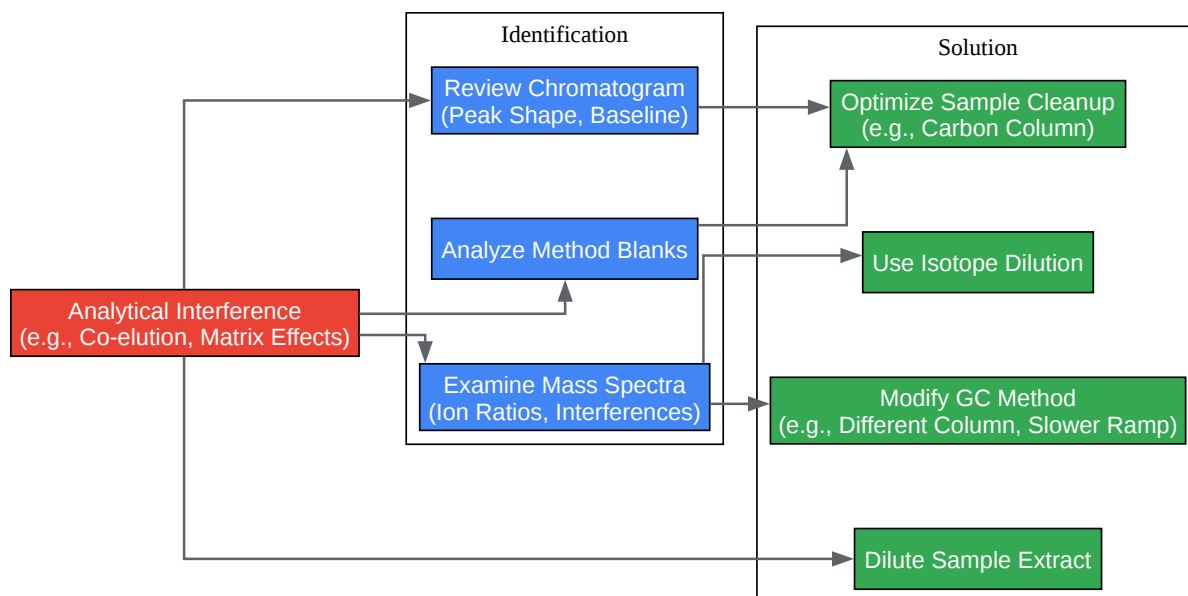 Identification
Review Chromatogram
(Peak Shape, Baseline)
Analyze Method Blanks
Examine Mass Spectra
(Ion Ratios, Interferences)
Analytical Interference
(e.g., Co-elution, Matrix Effects)
Solution
Optimize Sample Cleanup
(e.g., Carbon Column)
Use Isotope Dilution
Modify GC Method
(e.g., Different Column, Slower Ramp)
Dilute Sample Extract